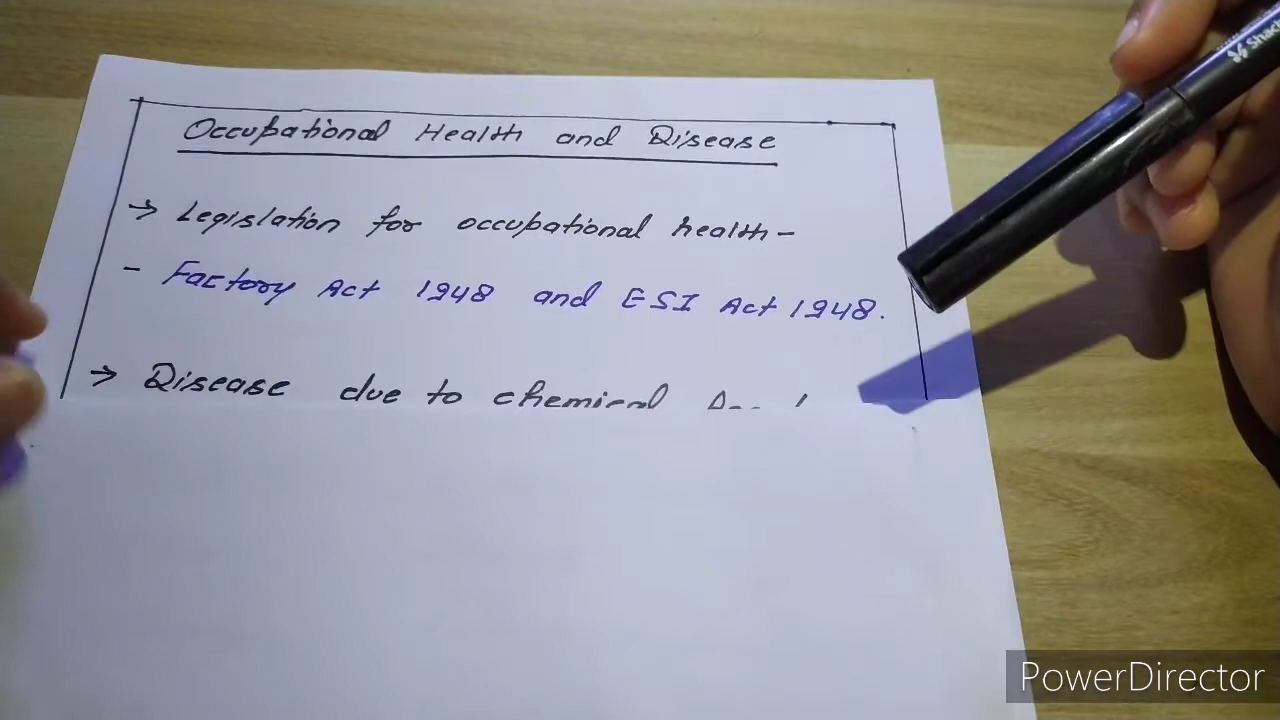 Occupational Health and Disease
→ Legislation for occupational health-
- Factory Act 1948 and ESI Act 1948.
→ Disease due to chemical
PowerDirector